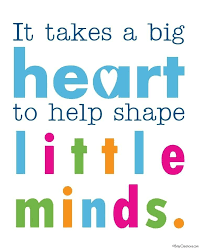 It takes a big
heart
to help shape
little
minds.